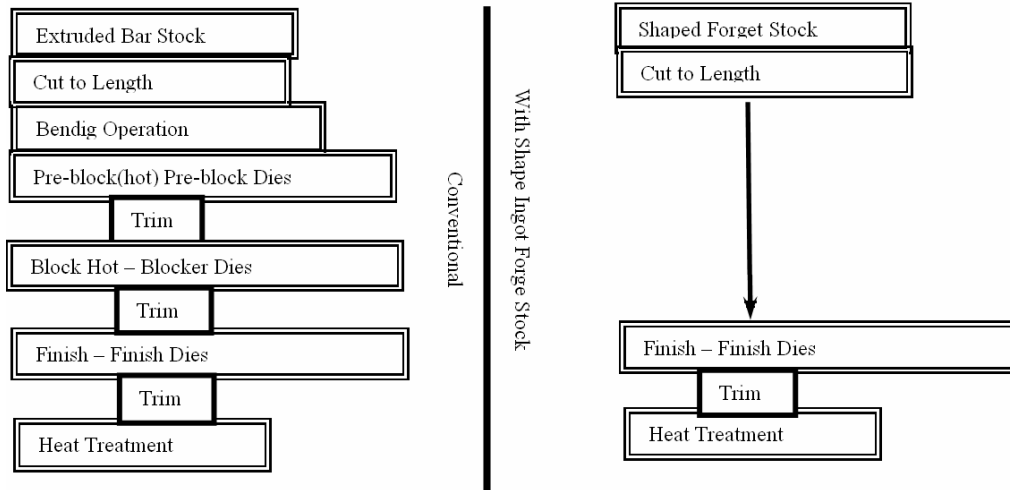 Extruded Bar Stock
Cut to Length
Bendig Operation
Pre-block(hot) Pre-block Dies
Trim
Block Hot – Blocker Dies
Trim
Finish – Finish Dies
Trim
Heat Treatment
Conventional
With Shape Ingot Forge Stock
Shaped Forget Stock
Cut to Length
Finish – Finish Dies
Trim
Heat Treatment